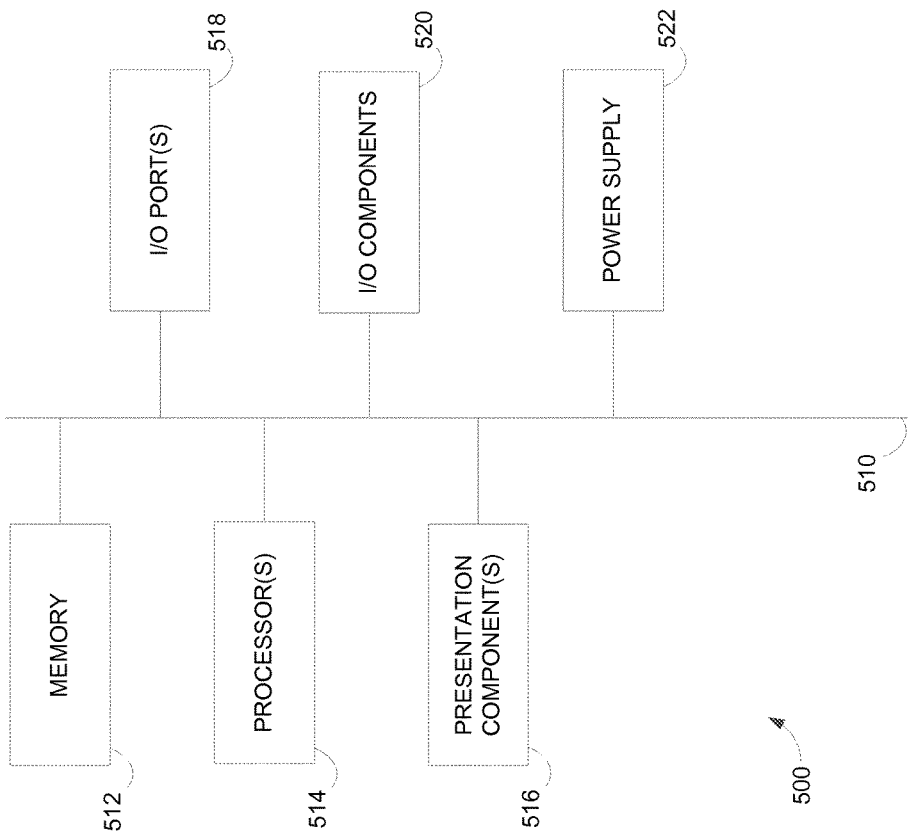 MEMORY
512
PROCESSOR(S)
514
PRESENTATION
COMPONENT(S)
516
I/O PORT(S)
518
I/O COMPONENTS
520
POWER SUPPLY
522
510
500